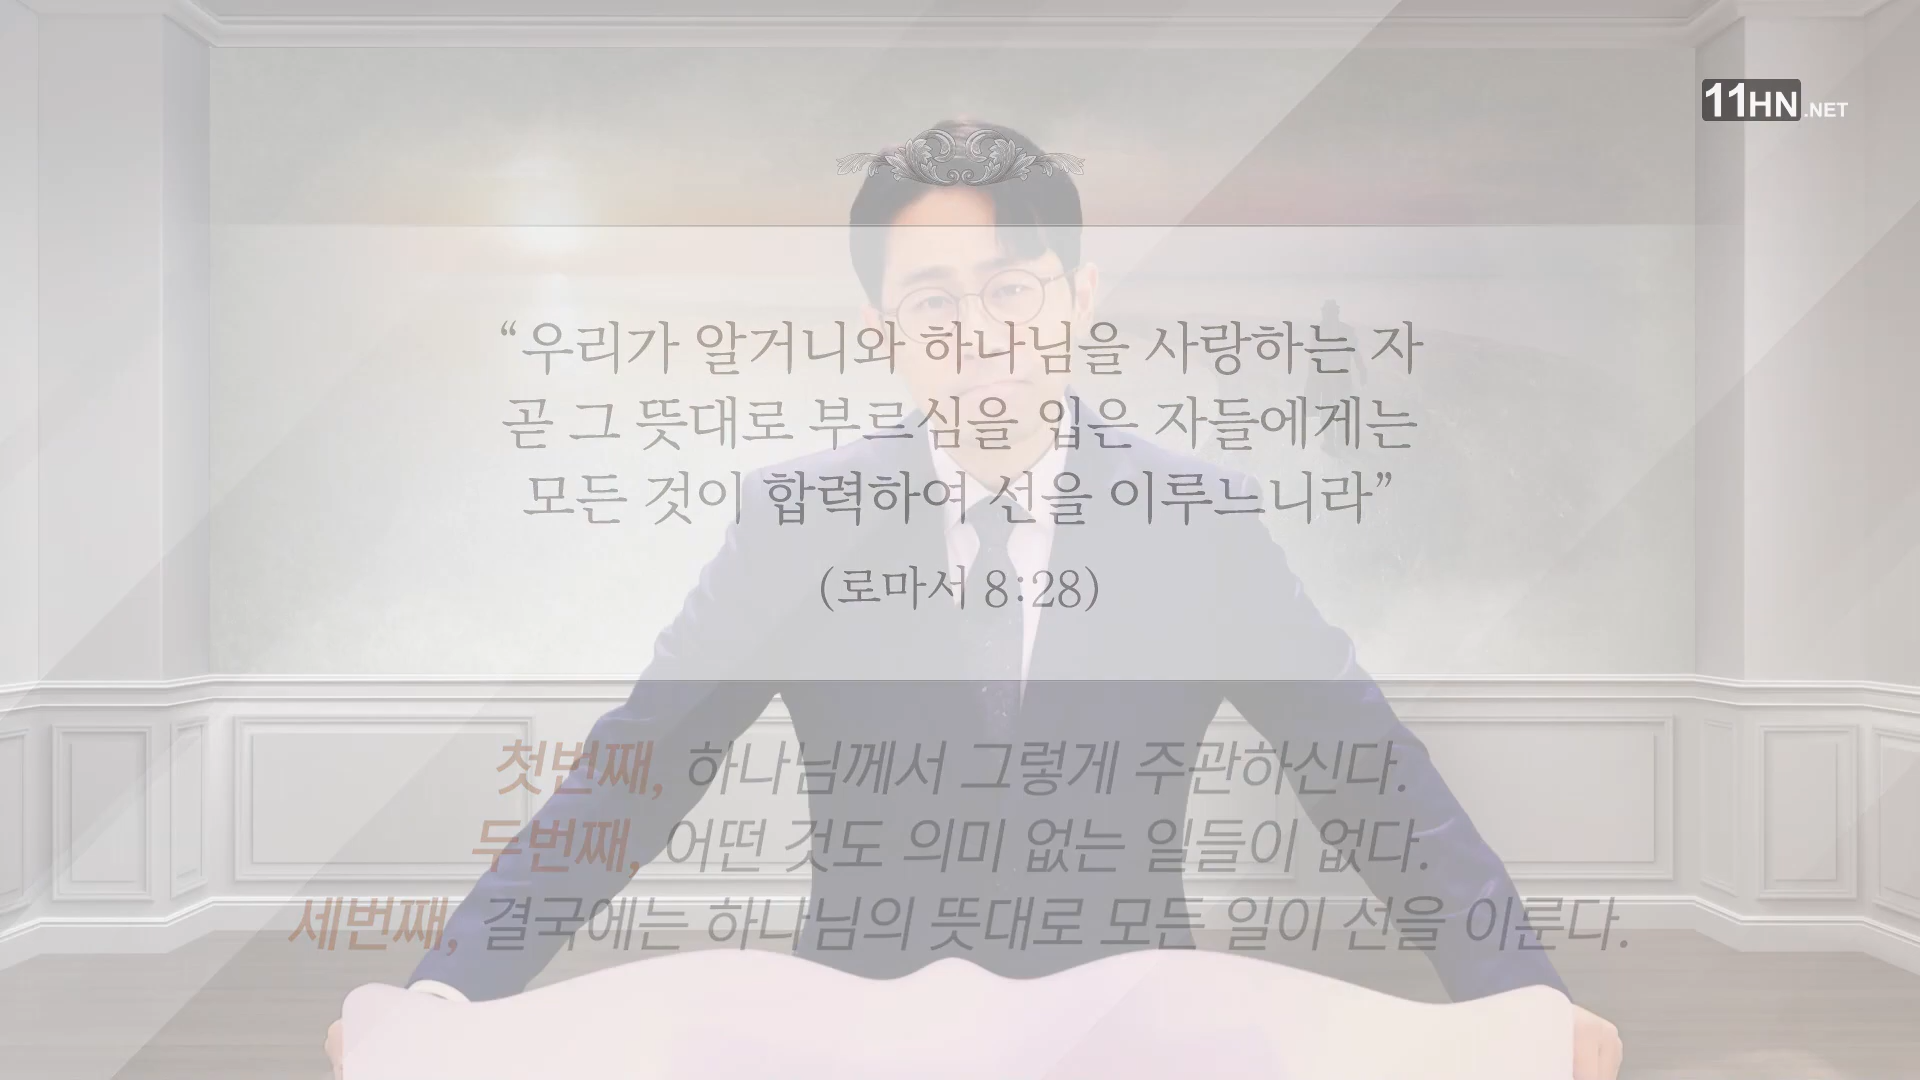 11HN.NET
“우리가 알거니와 하나님을 사랑하는 자
곧 그 뜻대로 부르심을 입은 자들에게는
모든 것이 합력하여 선을 이루느니라”
(로마서 8:28)
첫번째, 하나님께서 그렇게 주관하신다.
두번째, 어떤 것도 의미 없는 일들이 없다.
세번째, 결국에는 하나님의 뜻대로 모든 일이 선을 이룬다.